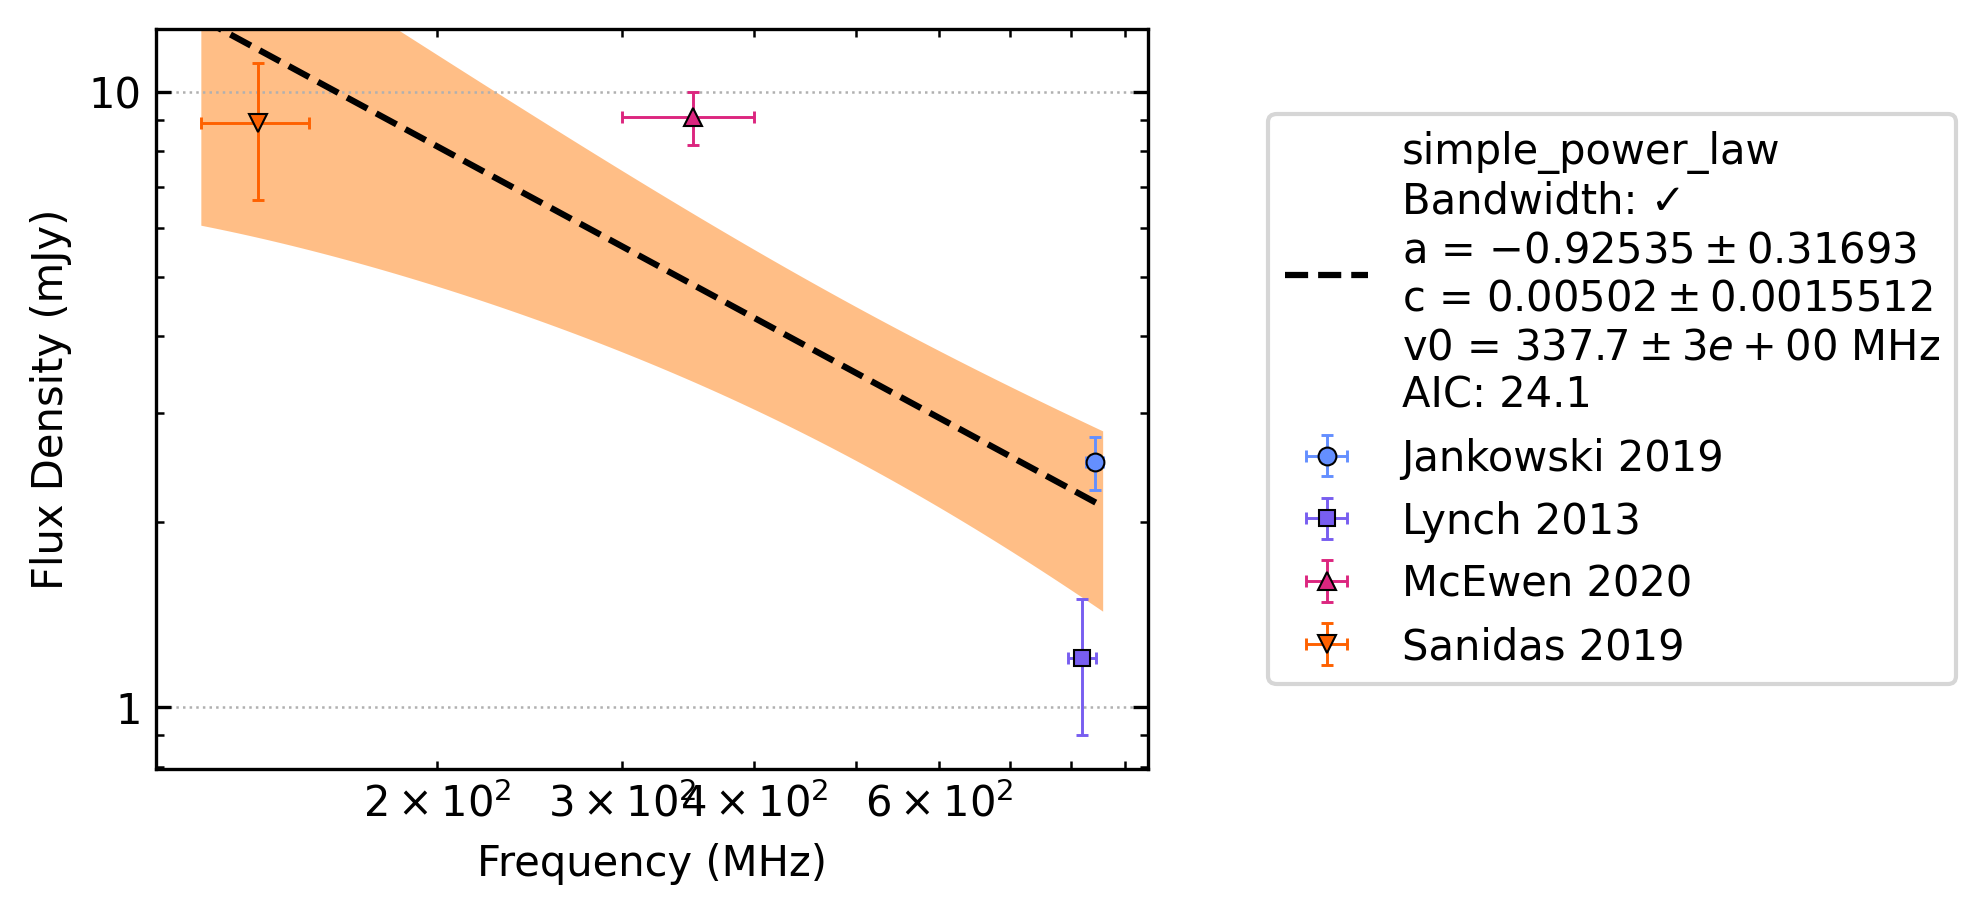 10
1
Flux Density (mJy)
2 × 10²
3 × 10²
4 × 10²
6 × 10²
Frequency (MHz)
simple_power_law
Bandwidth: ✓
a = −0.92535 ± 0.31693
c = 0.00502 ± 0.0015512
v0 = 337.7 ± 3e + 00 MHz
AIC: 24.1
Jankowski 2019
Lynch 2013
McEwen 2020
Sanidas 2019